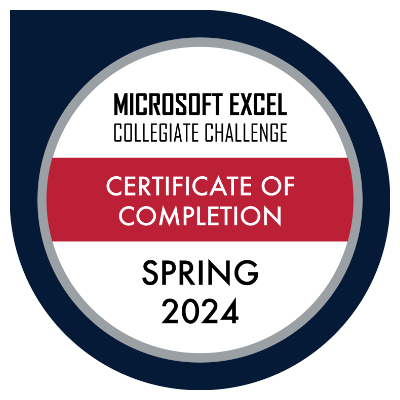 MICROSOFT EXCEL
COLLEGIATE CHALLENGE
CERTIFICATE OF
COMPLETION
SPRING
2024